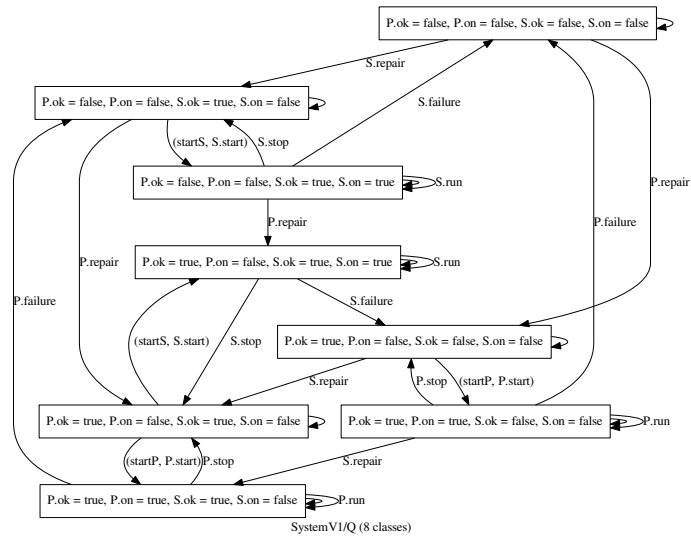 P.ok = false, P.on = false, S.ok = false, S.on = false
S.repair
P.ok = false, P.on = false, S.ok = true, S.on = false
S.failure
(startS, S.start)
S.stop
P.ok = false, P.on = false, S.ok = true, S.on = true
S.run
P.repair
P.repair
P.failure
P.ok = true, P.on = false, S.ok = true, S.on = true
S.run
P.repair
P.failure
S.failure
(startS, S.start)
S.stop
P.ok = true, P.on = false, S.ok = false, S.on = false
S.repair
P.stop
(startP, P.start)
P.ok = true, P.on = false, S.ok = true, S.on = false
P.ok = true, P.on = true, S.ok = false, S.on = false
P.run
(startP, P.start)
P.stop
S.repair
P.ok = true, P.on = true, S.ok = true, S.on = false
P.run
SystemV1/Q (8 classes)